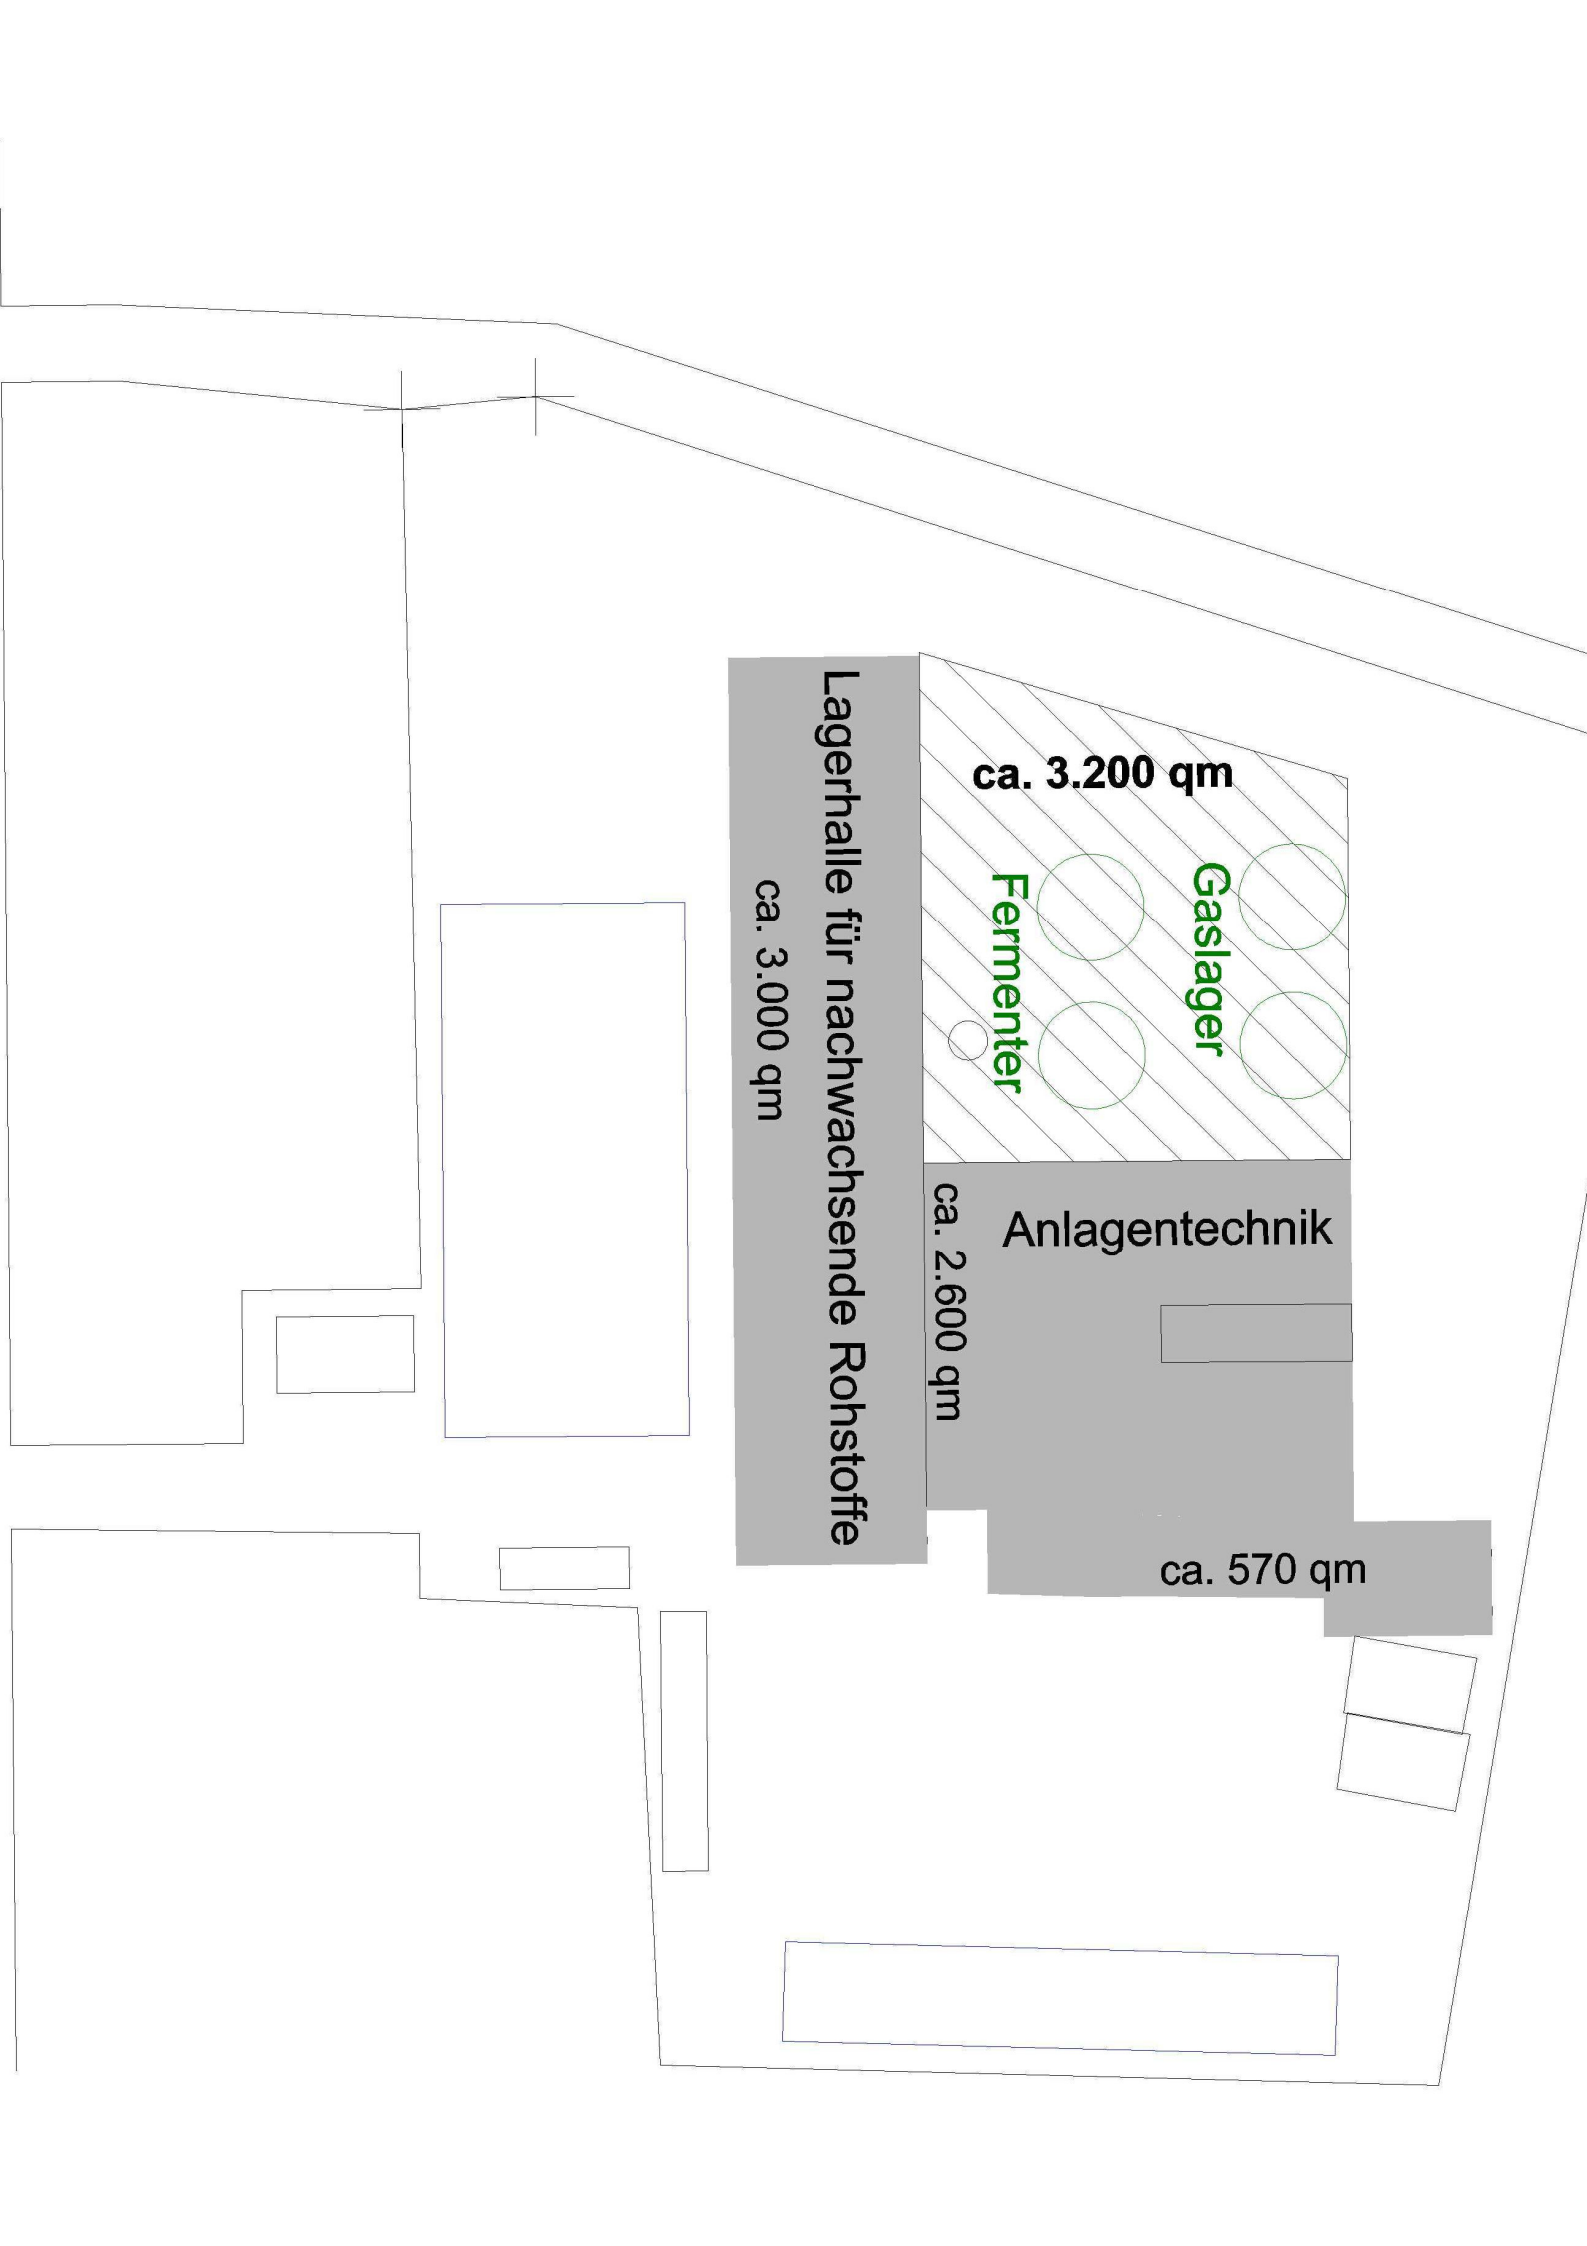 ca. 3.200 qm
Gaslager
Fermenter
Lagerhalle für nachwachsende Rohstoffe
ca. 3.000 qm
Anlagentechnik
ca. 2.600 qm
ca. 570 qm